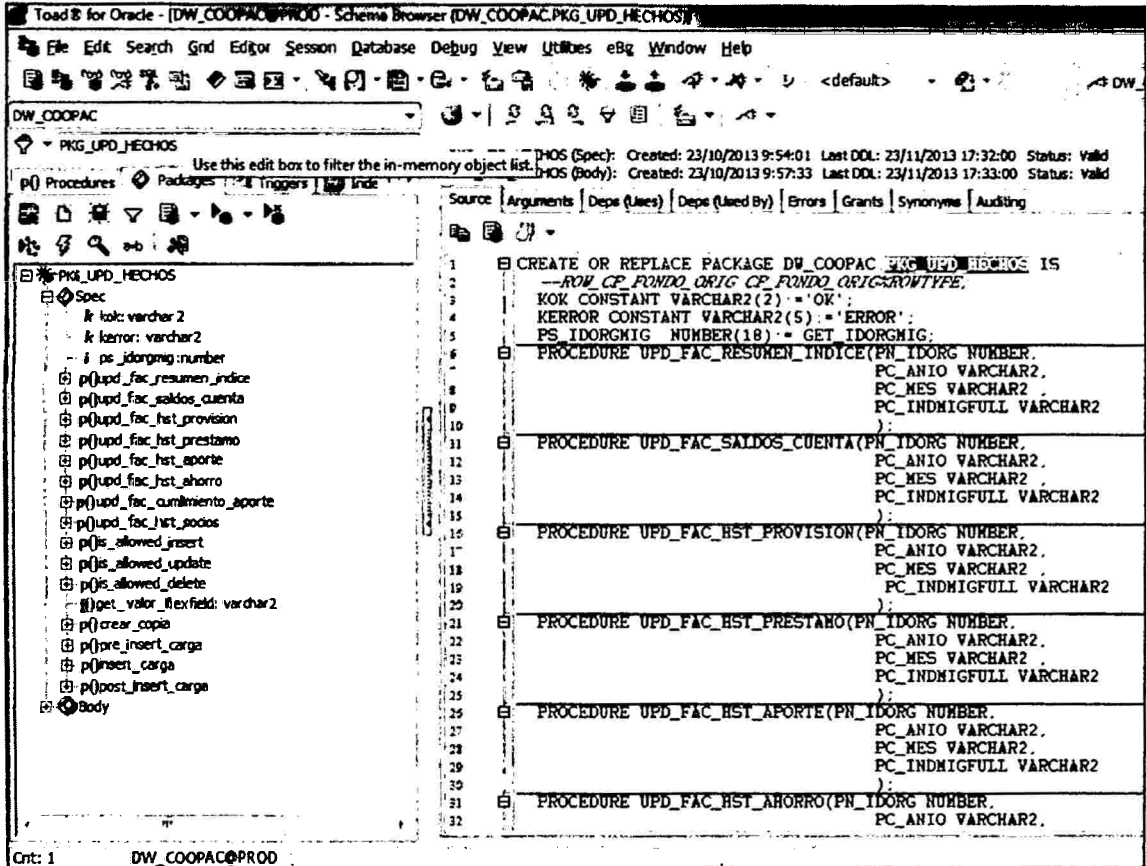 Toad ® for Oracle - [DW_COOPAC@PROD - Schema Browser (DW_COOPAC.PKG_UPD_HECHOS)]
File Edit Search Grid Editor Session Database Debug View Utilities eBiz Window Help
<default>
DW_
DW_COOPAC
PKG_UPD_HECHOS
Use this edit box to filter the in-memory object list.
HOS (Spec): Created: 23/10/2013 9:54:01 Last DDL: 23/11/2013 17:32:00 Status: Valid
HOS (Body): Created: 23/10/2013 9:57:33 Last DDL: 23/11/2013 17:33:00 Status: Valid
p() Procedures Packages Triggers Inde
Source Arguments Deps (Uses) Deps (Used By) Errors Grants Synonyms Auditing
PKG_UPD_HECHOS
Spec
k kok: varchar2
k kerror: varchar2
i ps_idorgmig :number
p()upd_fac_resumen_indice
p()upd_fac_saldos_cuenta
p()upd_fac_hst_provision
p()upd_fac_hst_prestamo
p()upd_fac_hst_aporte
p()upd_fac_hst_ahorro
p()upd_fac_cumlimiento_aporte
p()upd_fac_hst_socios
p()is_allowed_insert
p()is_allowed_update
p()is_allowed_delete
f()get_valor_flexfield: varchar2
p()crear_copia
p()pre_insert_carga
p()insert_carga
p()post_insert_carga
Body
1 CREATE OR REPLACE PACKAGE DW_COOPAC.PKG_UPD_HECHOS IS
2 --ROW_CP_FONDO_ORIG CP_FONDO_ORIG%ROWTYPE;
3 KOK CONSTANT VARCHAR2(2):='OK';
4 KERROR CONSTANT VARCHAR2(5):='ERROR';
5 PS_IDORGMIG NUMBER(18):= GET_IDORGMIG;
6 PROCEDURE UPD_FAC_RESUMEN_INDICE(PN_IDORG NUMBER,
PC_ANIO VARCHAR2,
8 PC_MES VARCHAR2 ,
9 PC_INDMIGFULL VARCHAR2
10 );
11 PROCEDURE UPD_FAC_SALDOS_CUENTA(PN_IDORG NUMBER,
12 PC_ANIO VARCHAR2,
13 PC_MES VARCHAR2 ,
14 PC_INDMIGFULL VARCHAR2
15 );
16 PROCEDURE UPD_FAC_HST_PROVISION(PN_IDORG NUMBER,
17 PC_ANIO VARCHAR2,
18 PC_MES VARCHAR2 ,
19 PC_INDMIGFULL VARCHAR2
20 );
21 PROCEDURE UPD_FAC_HST_PRESTAMO(PN_IDORG NUMBER,
22 PC_ANIO VARCHAR2,
23 PC_MES VARCHAR2 ,
24 PC_INDMIGFULL VARCHAR2
25 );
26 PROCEDURE UPD_FAC_HST_APORTE(PN_IDORG NUMBER,
27 PC_ANIO VARCHAR2,
28 PC_MES VARCHAR2,
29 PC_INDMIGFULL VARCHAR2
30 );
31 PROCEDURE UPD_FAC_HST_AHORRO(PN_IDORG NUMBER,
32 PC_ANIO VARCHAR2,
Cnt: 1 DW_COOPAC@PROD